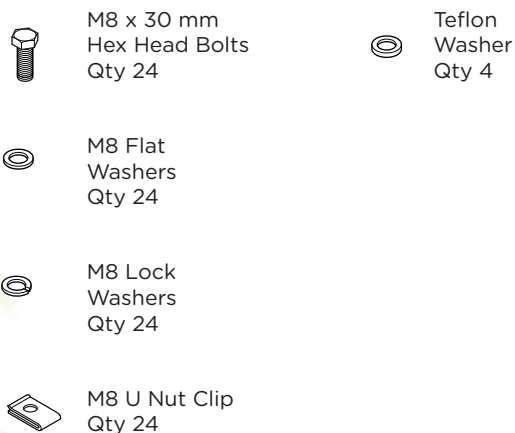 M8 x 30 mm
Hex Head Bolts
Qty 24
Teflon
Washer
Qty 4
M8 Flat
Washers
Qty 24
M8 Lock
Washers
Qty 24
M8 U Nut Clip
Qty 24